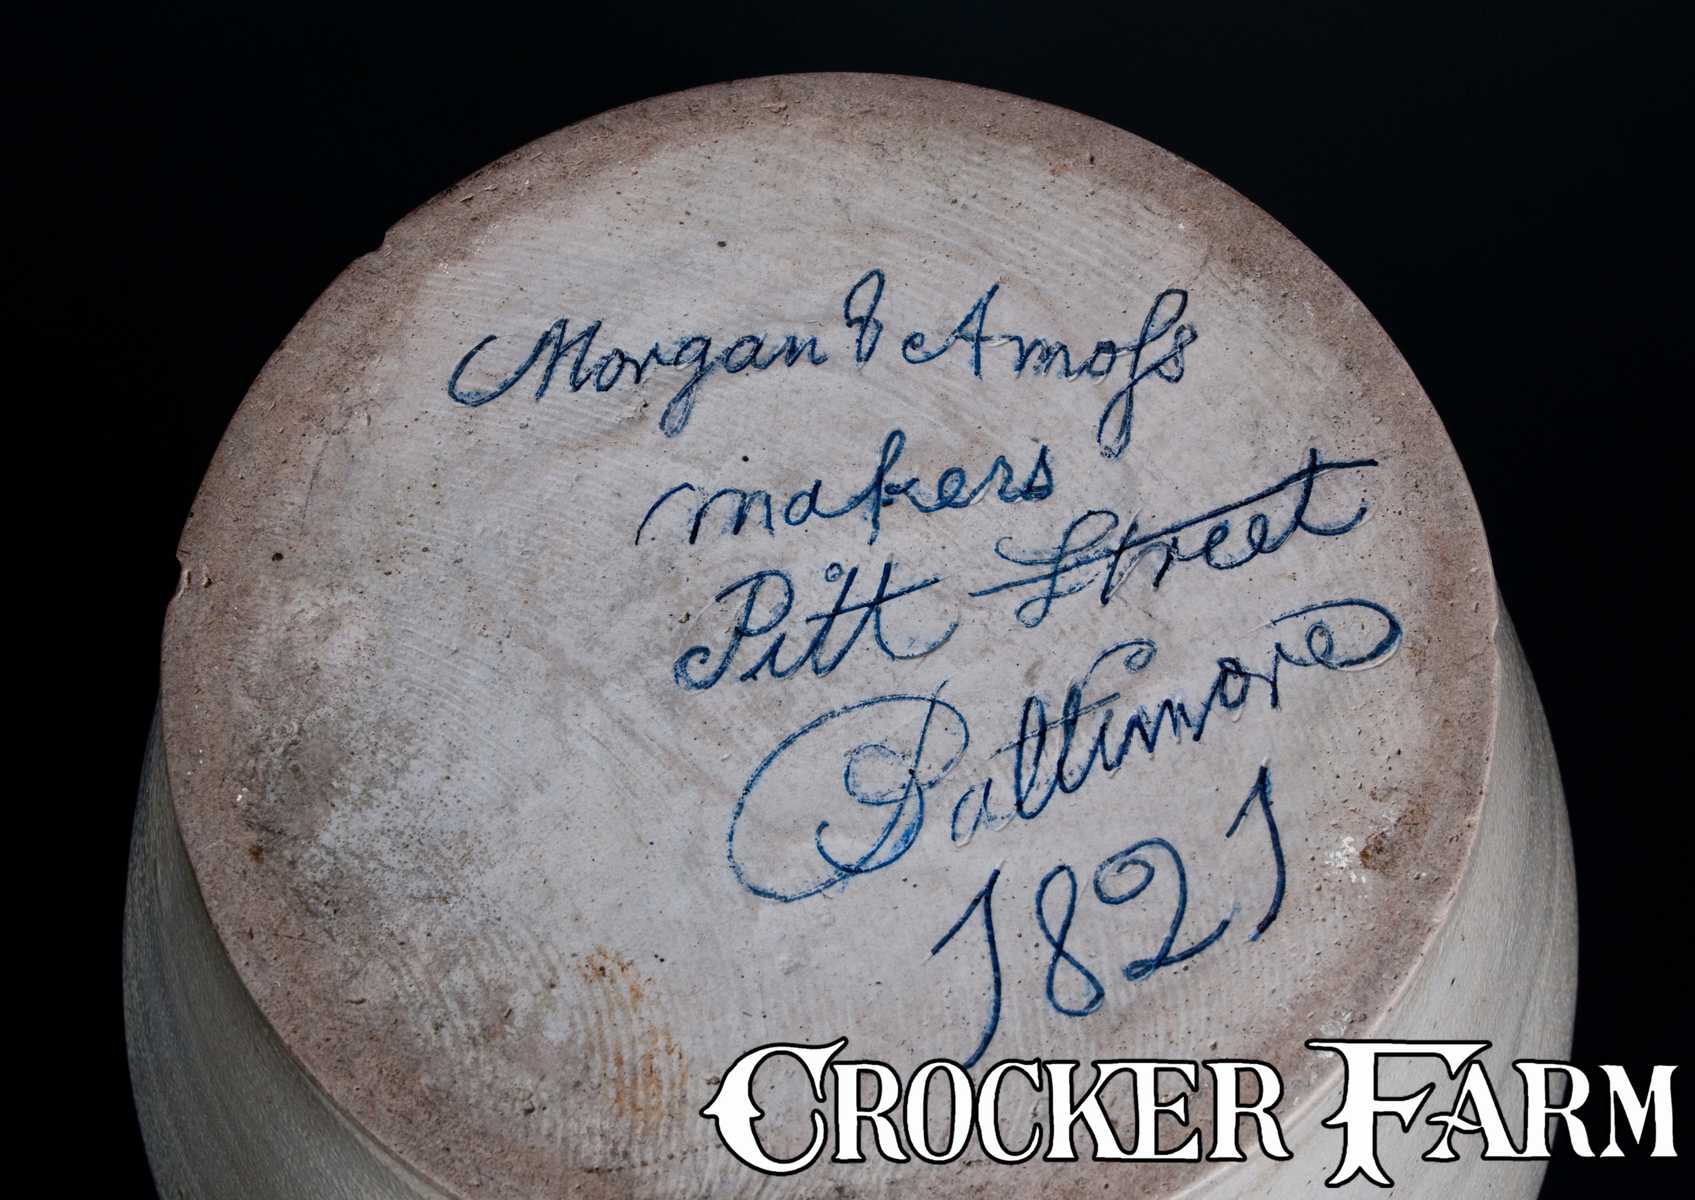 Morgan & Amoſs
makers
Pitt Street
Baltimore
1821
CROCKER FARM